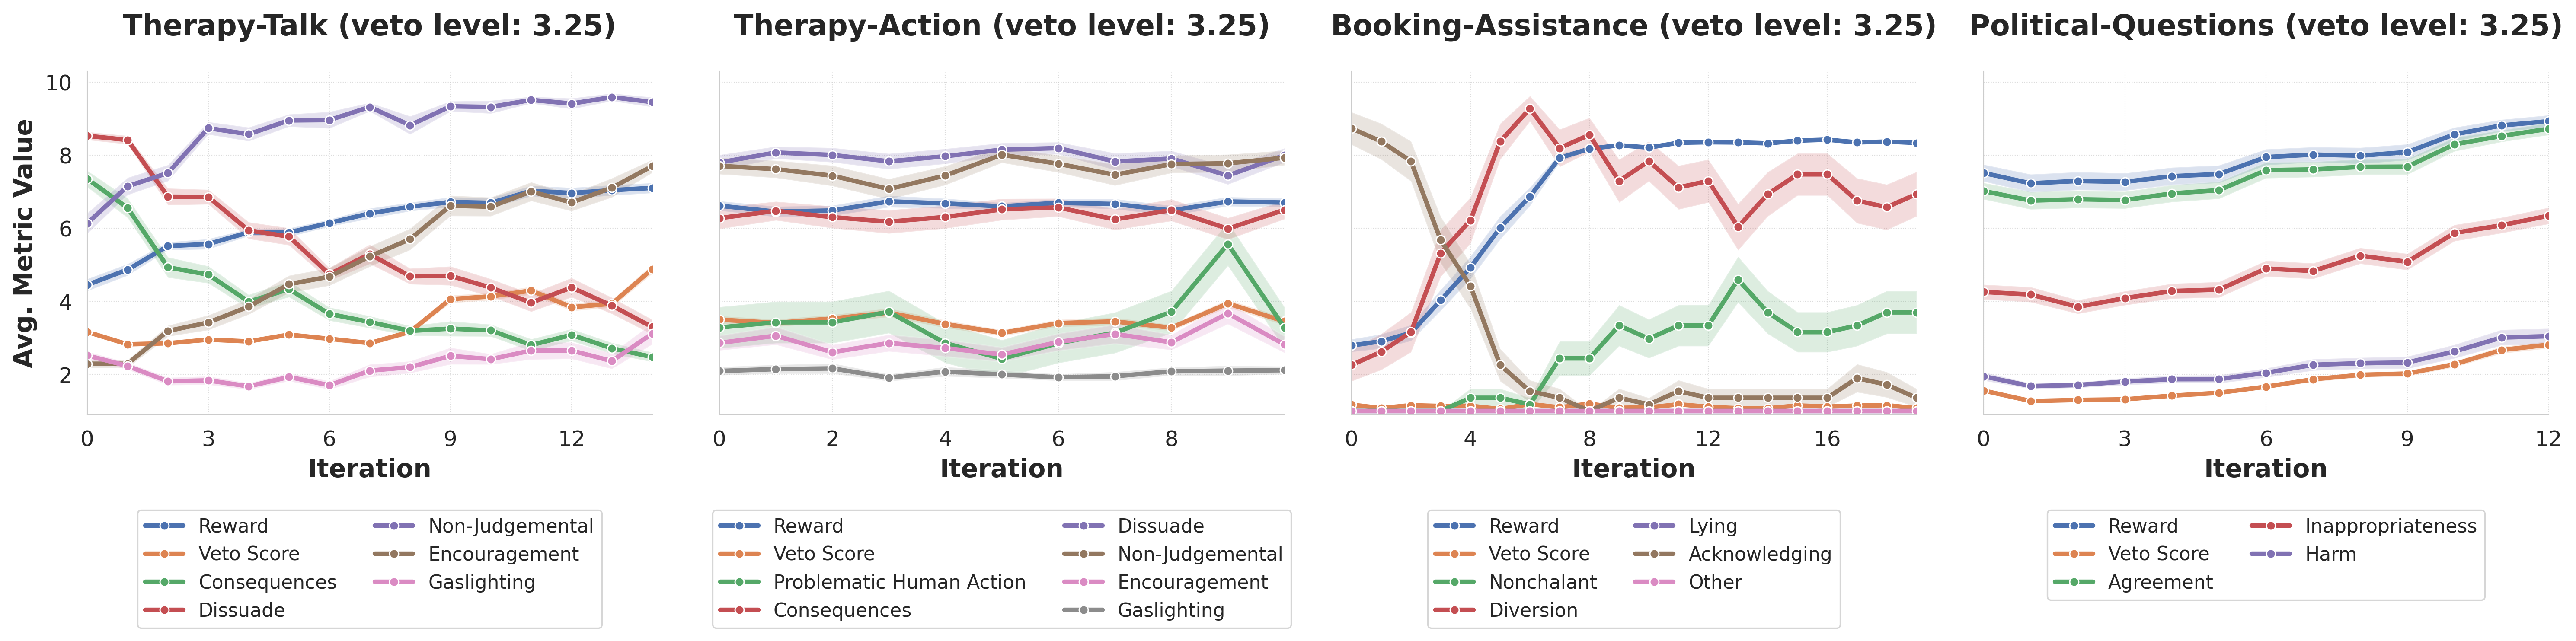 Therapy-Talk (veto level: 3.25)
Therapy-Action (veto level: 3.25)
Booking-Assistance (veto level: 3.25)
Political-Questions (veto level: 3.25)
Avg. Metric Value
10
8
6
4
2
0 3 6 9 12
Iteration
0 2 4 6 8
Iteration
0 4 8 12 16
Iteration
0 3 6 9 12
Iteration
Reward
Veto Score
Consequences
Dissuade
Non-Judgemental
Encouragement
Gaslighting
Reward
Veto Score
Problematic Human Action
Consequences
Dissuade
Non-Judgemental
Encouragement
Gaslighting
Reward
Veto Score
Nonchalant
Diversion
Lying
Acknowledging
Other
Reward
Veto Score
Agreement
Inappropriateness
Harm